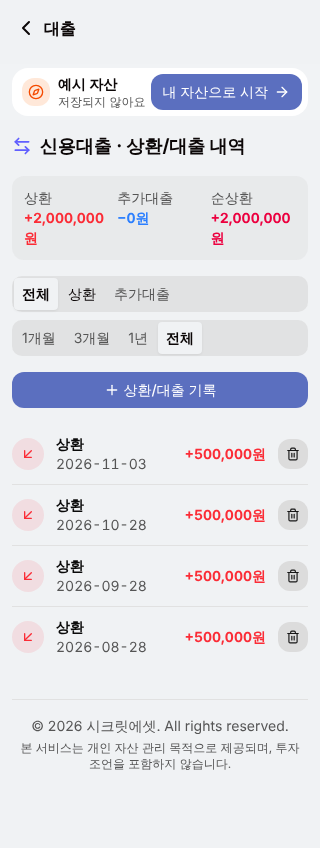 대출
예시 자산
저장되지 않아요
내 자산으로 시작
신용대출 · 상환/대출 내역
상환 추가대출 순상환
+2,000,000원 −0원 +2,000,000원
전체 상환 추가대출
1개월 3개월 1년 전체
+ 상환/대출 기록
상환
2026-11-03
+500,000원
상환
2026-10-28
+500,000원
상환
2026-09-28
+500,000원
상환
2026-08-28
+500,000원
© 2026 시크릿에셋. All rights reserved.
본 서비스는 개인 자산 관리 목적으로 제공되며, 투자
조언을 포함하지 않습니다.